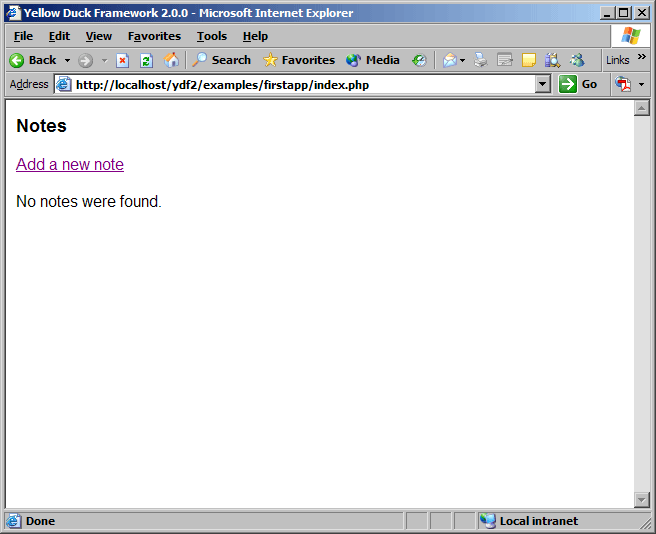 Yellow Duck Framework 2.0.0 - Microsoft Internet Explorer
File Edit View Favorites Tools Help
Back Search Favorites Media Links »
Address http://localhost/ydf2/examples/firstapp/index.php Go
Notes
Add a new note
No notes were found.
Done Local intranet